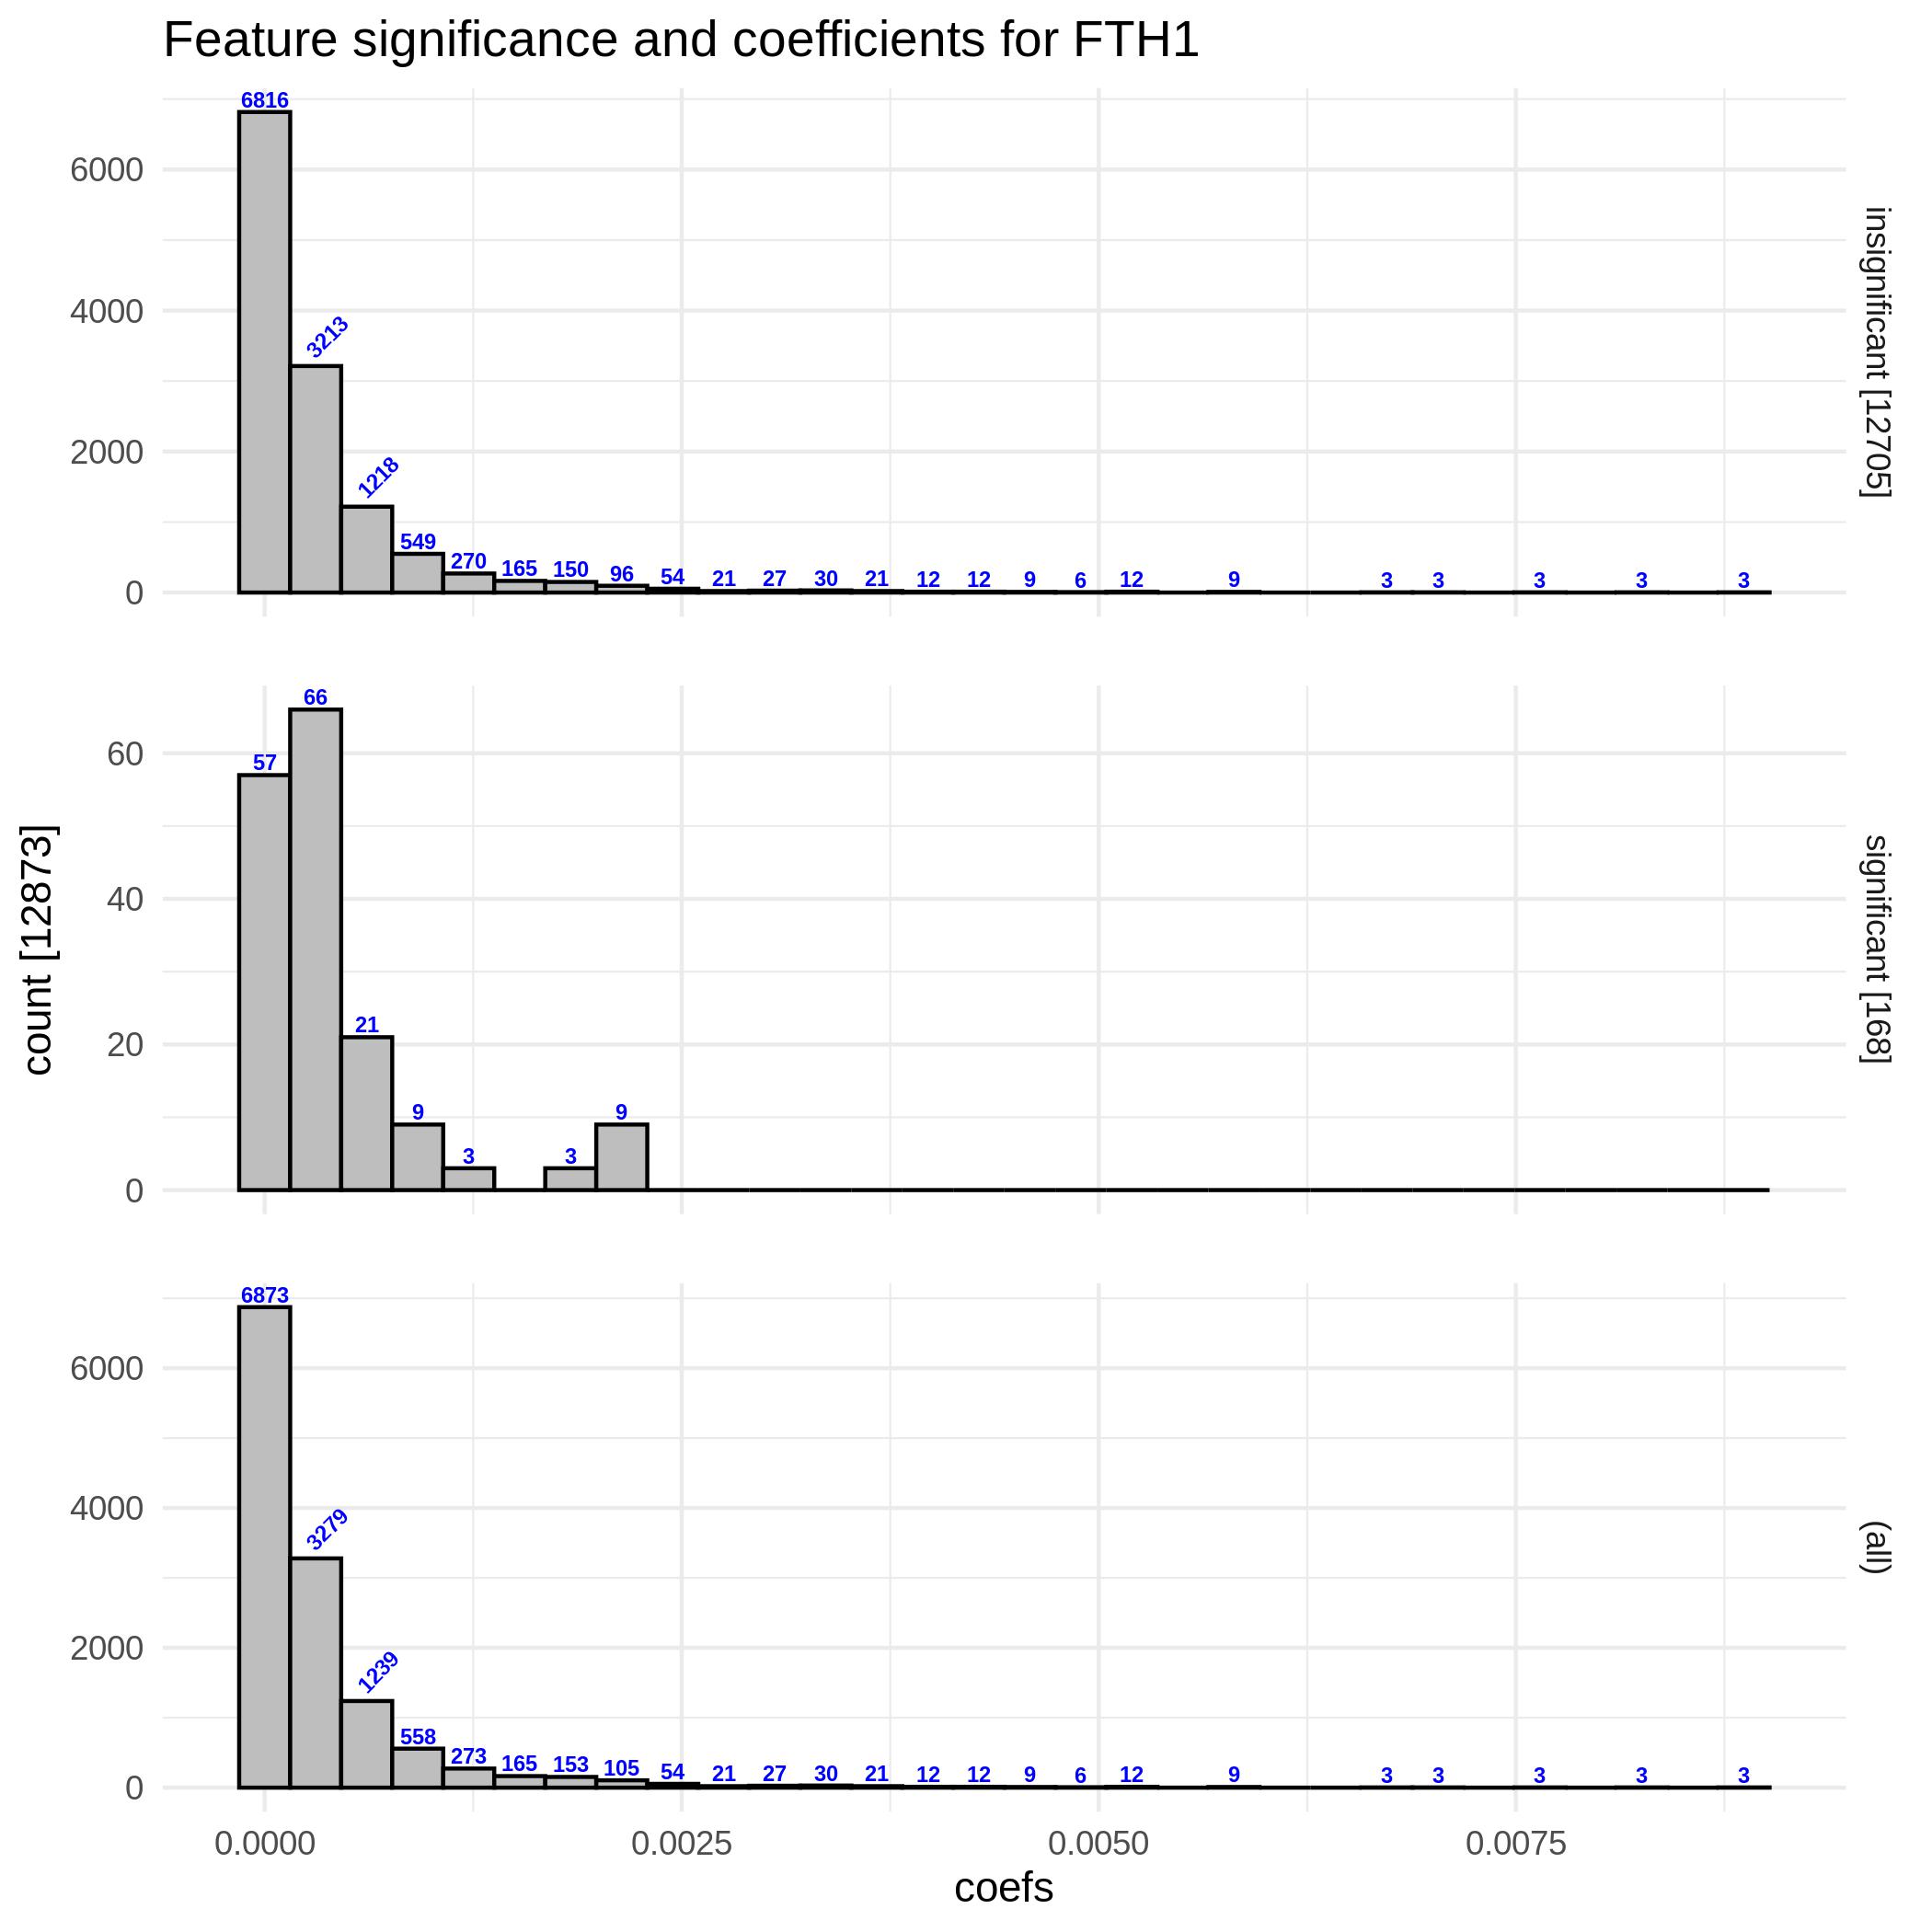 Feature significance and coefficients for FTH1
6816
3213
1218
549 270 165 150 96 54 21 27 30 21 12 12 9 6 12 9 3 3 3 3 3
6000
4000
2000
0
insignificant [12705]
57 66 21 9 3 3 9
60
40
20
0
significant [168]
count [12873]
6873
3279
1239
558 273 165 153 105 54 21 27 30 21 12 12 9 6 12 9 3 3 3 3 3
6000
4000
2000
0
(all)
0.0000 0.0025 0.0050 0.0075
coefs